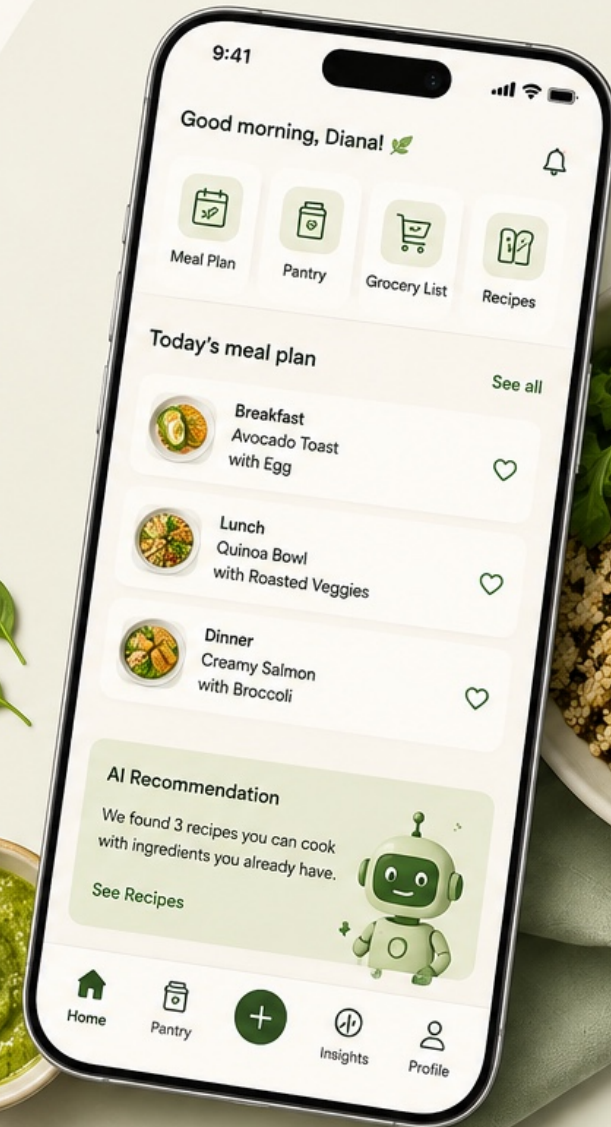 9:41
Good morning, Diana!
Meal Plan
Pantry
Grocery List
Recipes
Today's meal plan
See all
Breakfast
Avocado Toast
with Egg
Lunch
Quinoa Bowl
with Roasted Veggies
Dinner
Creamy Salmon
with Broccoli
AI Recommendation
We found 3 recipes you can cook
with ingredients you already have.
See Recipes
Home
Pantry
Insights
Profile